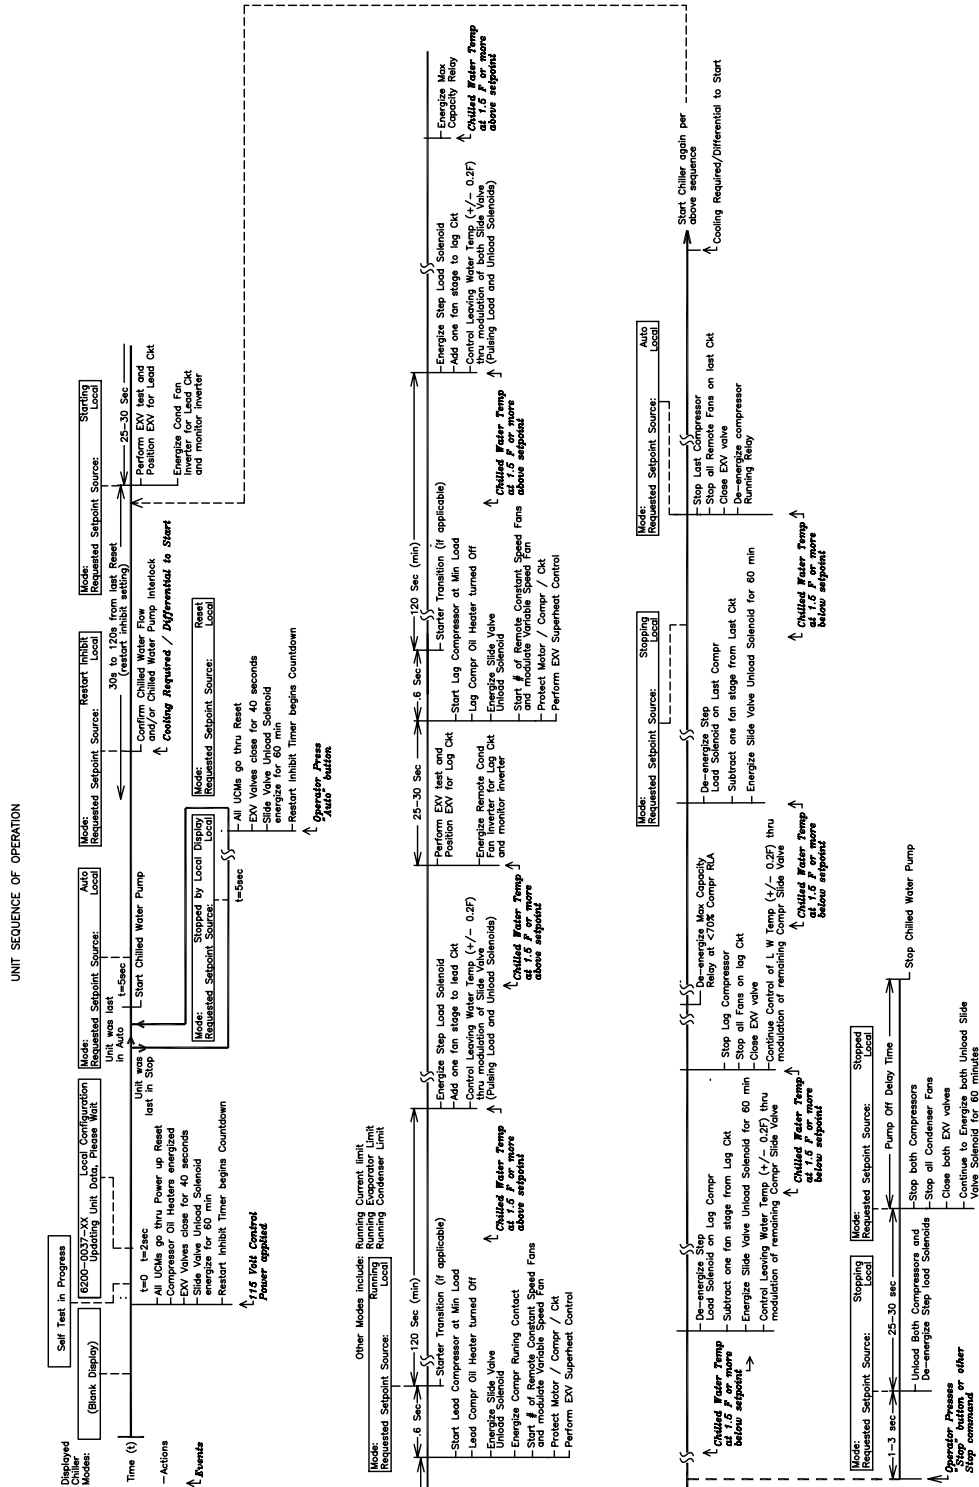 UNIT SEQUENCE OF OPERATION
Displayed
Chiller
Modes:
(Blank Display)
Self Test in Progress
6200-0037-XX Local Configuration
Updating Unit Data, Please Wait
Mode: Auto
Requested Setpoint Source: Local
Mode: Restart Inhibit
Requested Setpoint Source: Local
Mode: Starting
Requested Setpoint Source: Local
Time (t)
t=0 t=2sec
Unit was
last in Stop
Unit was last
in Auto
t=5sec
30s to 120s from last Reset
(restart inhibit setting)
25-30 Sec
-Actions
Events
All UCMs go thru Power up Reset
Compressor Oil Heaters energized
EXV Valves close for 40 seconds
Slide Valve Unload Solenoid
energize for 60 min
Restart Inhibit Timer begins Countdown
115 Volt Control
Power applied
Start Chilled Water Pump
Mode: Stopped by Local Display
Requested Setpoint Source: Local
t=5sec
Mode: Reset
Requested Setpoint Source: Local
All UCMs go thru Reset
EXV Valves close for 40 seconds
Slide Valve Unload Solenoid
energize for 60 min
Restart Inhibit Timer begins Countdown
Operator Press
"Auto" button
Confirm Chilled Water Flow
and/or Chilled Water Pump Interlock
Cooling Required / Differential to Start
Perform EXV test and
Position EXV for Lead Ckt
Energize Cond Fan
Inverter for Lead Ckt
and monitor inverter
Other Modes include: Running Current limit
Running Evaporator Limit
Running Condenser Limit
Mode: Running
Requested Setpoint Source: Local
.6 Sec
120 Sec (min)
Starter Transition (if applicable)
Start Lead Compressor at Min Load
Lead Compr Oil Heater turned Off
Energize Slide Valve
Unload Solenoid
Energize Compr Runing Contact
Start # of Remote Constant Speed Fans
and modulate Variable Speed Fan
Protect Motor / Compr / Ckt
Perform EXV Superheat Control
Chilled Water Temp
at 1.5 F or more
above setpoint
Energize Step Load Solenoid
Add one fan stage to lead Ckt
Control Leaving Water Temp (+/- 0.2F)
thru modulation of Slide Valve
(Pulsing Load and Unload Solenoids)
Chilled Water Temp
at 1.5 F or more
above setpoint
25-30 Sec
Perform EXV test and
Position EXV for Lag Ckt
Energize Remote Cond
Fan Inverter for Lag Ckt
and monitor inverter
Chilled Water Temp
at 1.5 F or more
above setpoint
.6 Sec
120 Sec (min)
Starter Transition (if applicable)
Start Lag Compressor at Min Load
Lag Compr Oil Heater turned Off
Energize Slide Valve
Unload Solenoid
Start # of Remote Constant Speed Fans
and modulate Variable Speed Fan
Protect Motor / Compr / Ckt
Perform EXV Superheat Control
Chilled Water Temp
at 1.5 F or more
above setpoint
Energize Step Load Solenoid
Add one fan stage to lag Ckt
Control Leaving Water Temp (+/- 0.2F)
thru modulation of both Slide Valve
(Pulsing Load and Unload Solenoids)
Energize Max
Capacity Relay
Chilled Water Temp
at 1.5 F or more
above setpoint
Chilled Water Temp
at 1.5 F or more
below setpoint
De-energize Step
Load Solenoid on Lag Compr
Subtract one fan stage from Lag Ckt
Energize Slide Valve Unload Solenoid for 60 min
Control Leaving Water Temp (+/- 0.2F) thru
modulation of remaining Compr Slide Valve
Chilled Water Temp
at 1.5 F or more
below setpoint
De-energize Max Capacity
Relay at <70% Compr RLA
Stop Lag Compressor
Stop all Fans on lag Ckt
Close EXV valve
Continue Control of L W Temp (+/- 0.2F) thru
modulation of remaining Compr Slide Valve
Chilled Water Temp
at 1.5 F or more
below setpoint
Mode: Stopping
Requested Setpoint Source: Local
De-energize Step
Load Solenoid on Last Compr
Subtract one fan stage from Last Ckt
Energize Slide Valve Unload Solenoid for 60 min
Chilled Water Temp
at 1.5 F or more
below setpoint
Mode: Auto
Requested Setpoint Source: Local
Stop Last Compressor
Stop all Remote Fans on last Ckt
Close EXV valve
De-energize compressor
Running Relay
Chilled Water Temp
at 1.5 F or more
below setpoint
Start Chiller again per
above sequence
Cooling Required/Differential to Start
Mode: Stopping
Requested Setpoint Source: Local
Mode: Stopped
Requested Setpoint Source: Local
1-3 sec
25-30 sec
Pump Off Delay Time
Operator Presses
"Stop" button or other
Stop command
Unload Both Compressors and
De-energize Step load Solenoids
Stop both Compressors
Stop all Condenser Fans
Close both EXV valves
Continue to Energize both Unload Slide
Valve Solenoid for 60 minutes
Stop Chilled Water Pump